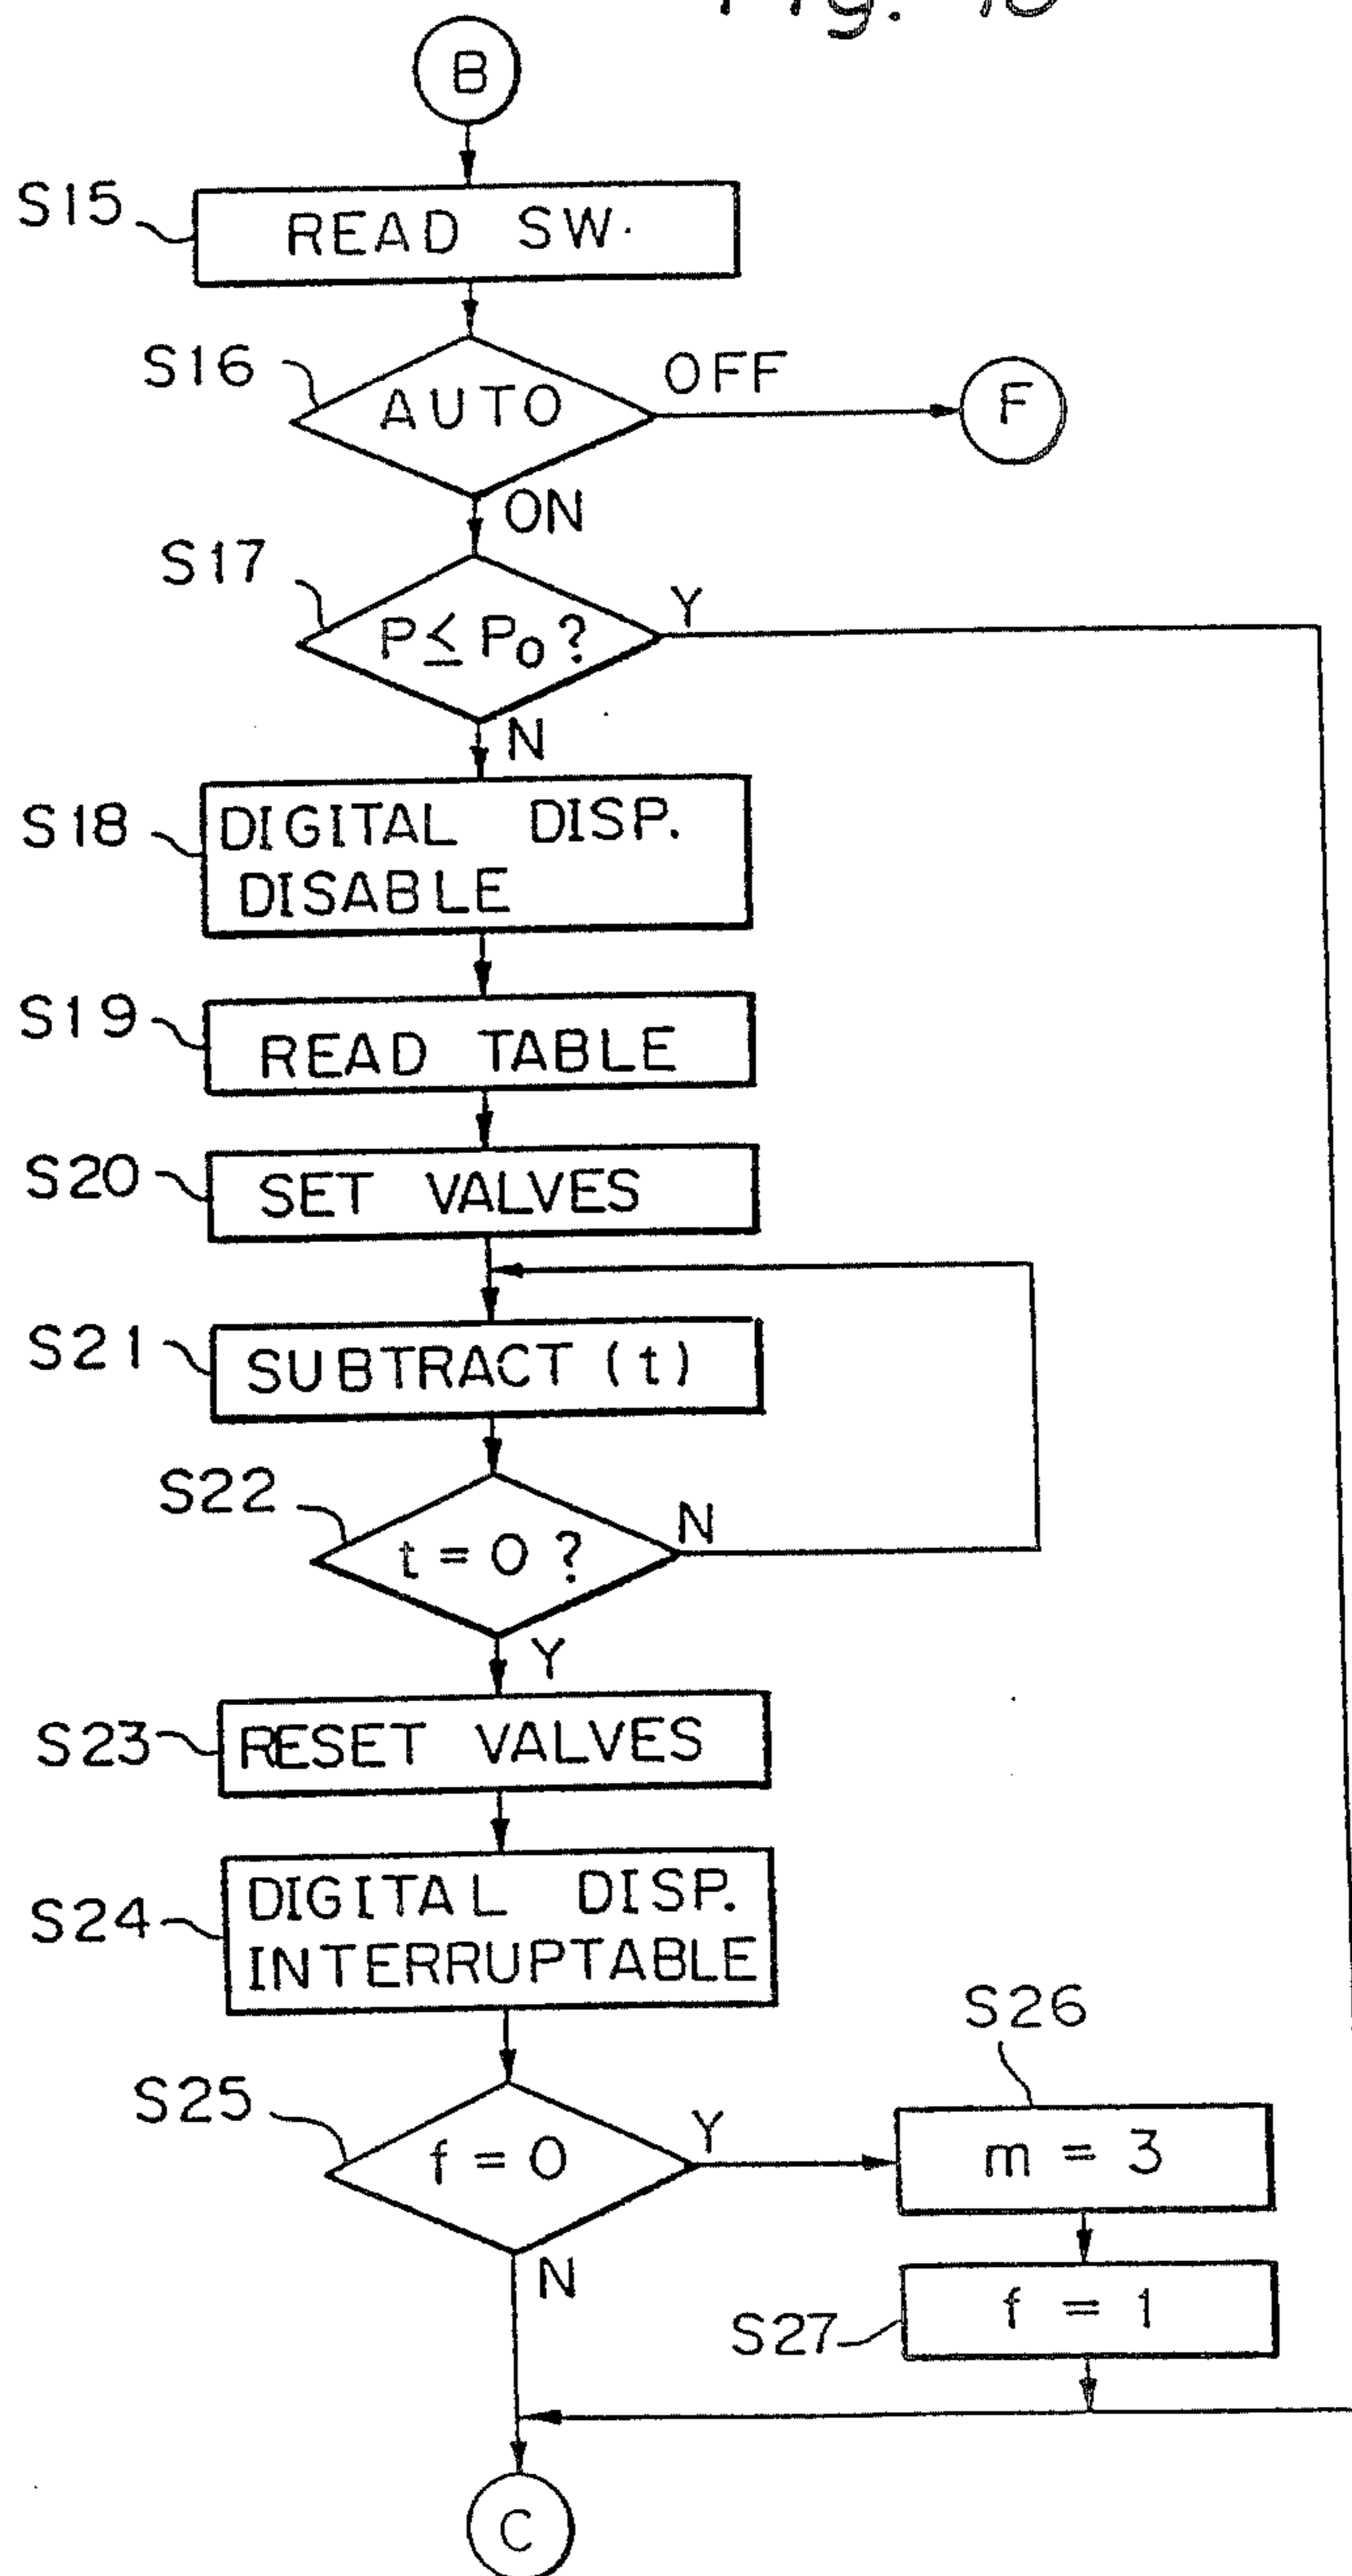 B
S15
READ SW.
S16
AUTO
OFF
F
ON
S17
P ≤ P₀ ?
Y
N
S18
DIGITAL DISP.
DISABLE
S19
READ TABLE
S20
SET VALVES
S21
SUBTRACT (t)
S22
t = 0 ?
N
Y
S23
RESET VALVES
S24
DIGITAL DISP.
INTERRUPTABLE
S25
f = 0
Y
S26
m = 3
N
S27
f = 1
C